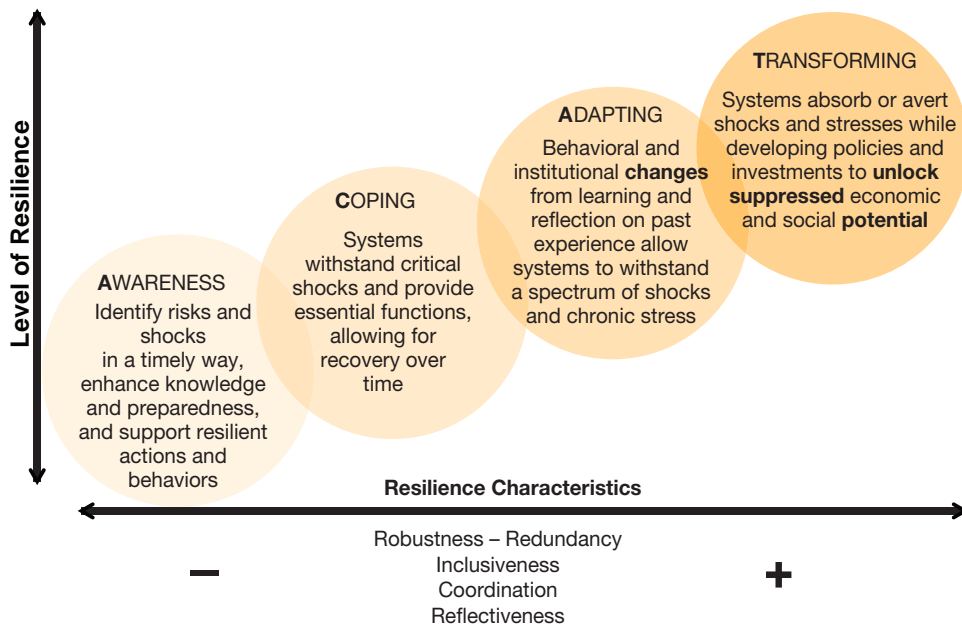 Level of Resilience
AWARENESS
Identify risks and
shocks
in a timely way,
enhance knowledge
and preparedness,
and support resilient
actions and
behaviors
COPING
Systems
withstand critical
shocks and provide
essential functions,
allowing for
recovery over
time
ADAPTING
Behavioral and
institutional changes
from learning and
reflection on past
experience allow
systems to withstand
a spectrum of shocks
and chronic stress
TRANSFORMING
Systems absorb or avert
shocks and stresses while
developing policies and
investments to unlock
suppressed economic
and social potential
Resilience Characteristics
Robustness – Redundancy
Inclusiveness
Coordination
Reflectiveness
– +